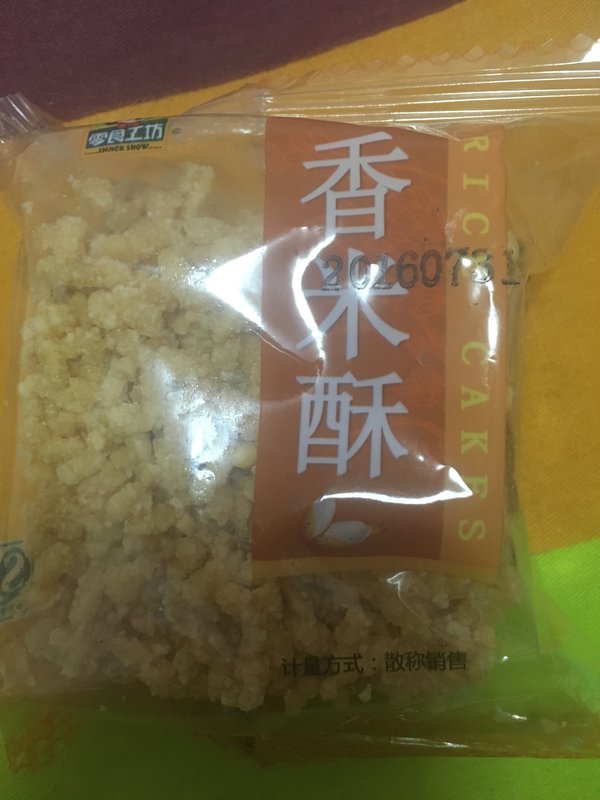 零食工坊®
......SNACK SHOW......
香米酥
RICE CAKES
20160731
计量方式：散称銷售